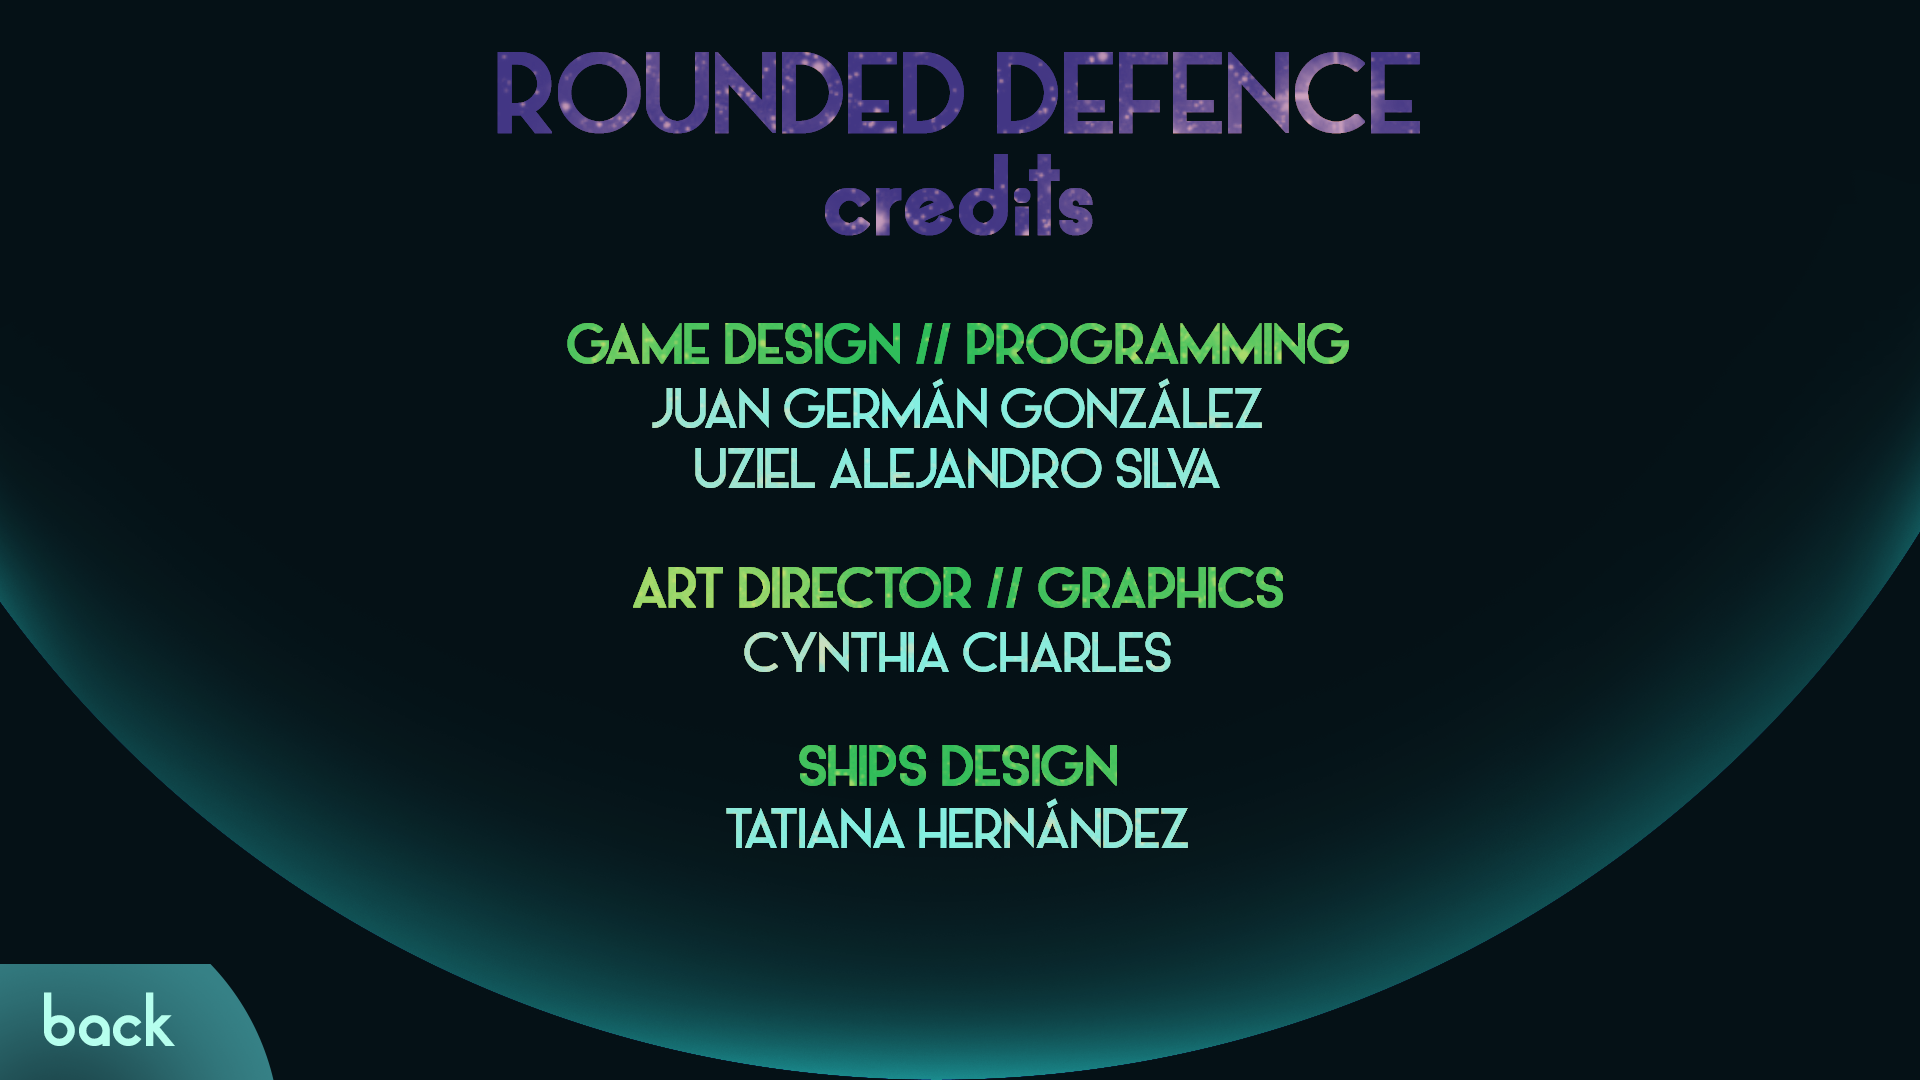 ROUNDED DEFENCE
credits
GAME DESIGN // PROGRAMMING
JUAN GERMÁN GONZÁLEZ
UZIEL ALEJANDRO SILVA
ART DIRECTOR // GRAPHICS
CYNTHIA CHARLES
SHIPS DESIGN
TATIANA HERNÁNDEZ
back